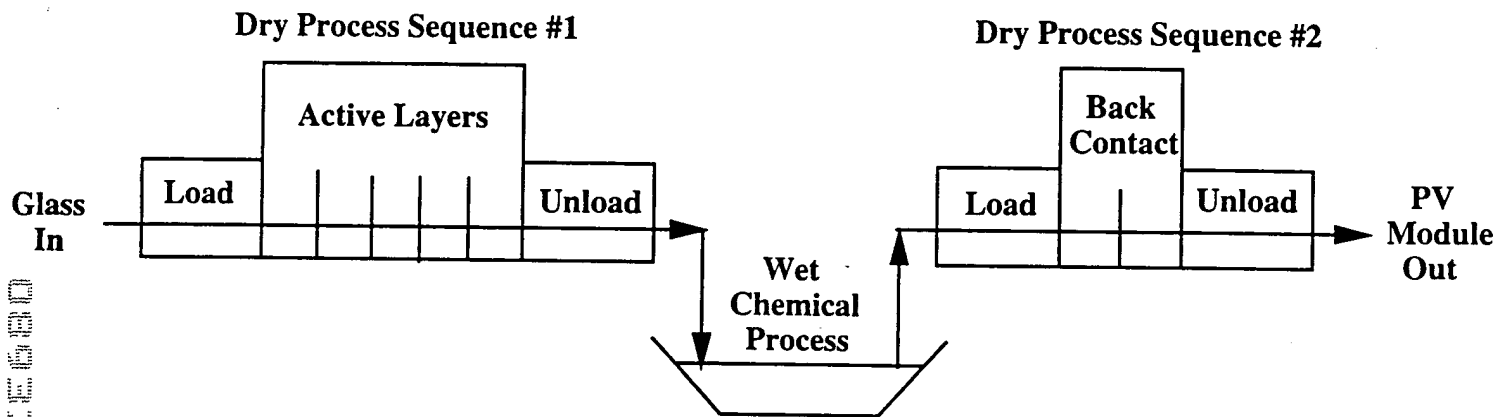 Dry Process Sequence #1
Dry Process Sequence #2
Active Layers
Back
Contact
Load
Unload
Load
Unload
Glass
In
PV
Module
Out
Wet
Chemical
Process